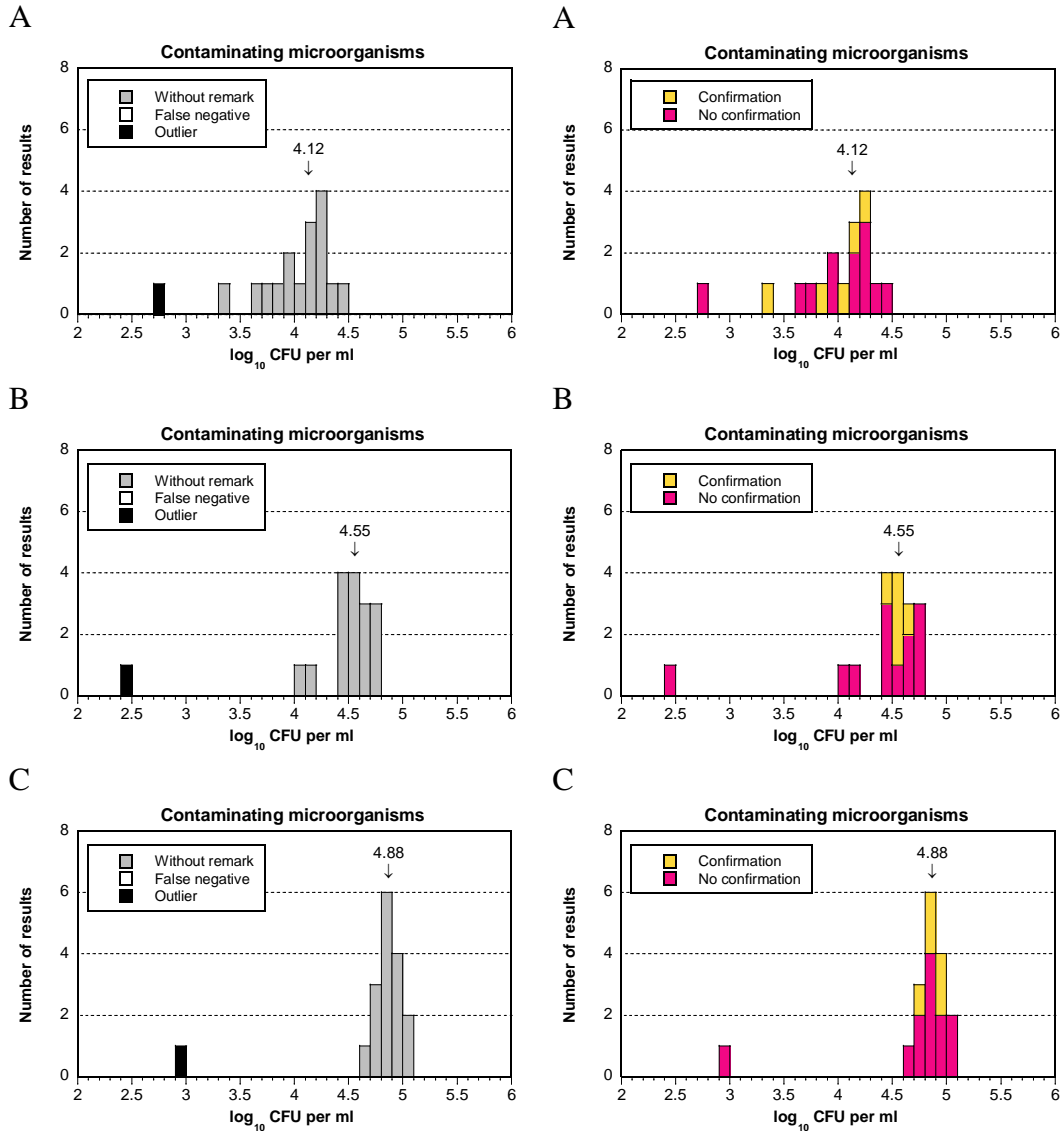 A
Contaminating microorganisms
8
6
4
2
0
Number of results
Without remark
False negative
Outlier
4.12
↓
2 2.5 3 3.5 4 4.5 5 5.5 6
log10 CFU per ml
A
Contaminating microorganisms
8
6
4
2
0
Number of results
Confirmation
No confirmation
4.12
↓
2 2.5 3 3.5 4 4.5 5 5.5 6
log10 CFU per ml
B
Contaminating microorganisms
8
6
4
2
0
Number of results
Without remark
False negative
Outlier
4.55
↓
2 2.5 3 3.5 4 4.5 5 5.5 6
log10 CFU per ml
B
Contaminating microorganisms
8
6
4
2
0
Number of results
Confirmation
No confirmation
4.55
↓
2 2.5 3 3.5 4 4.5 5 5.5 6
log10 CFU per ml
C
Contaminating microorganisms
8
6
4
2
0
Number of results
Without remark
False negative
Outlier
4.88
↓
2 2.5 3 3.5 4 4.5 5 5.5 6
log10 CFU per ml
C
Contaminating microorganisms
8
6
4
2
0
Number of results
Confirmation
No confirmation
4.88
↓
2 2.5 3 3.5 4 4.5 5 5.5 6
log10 CFU per ml